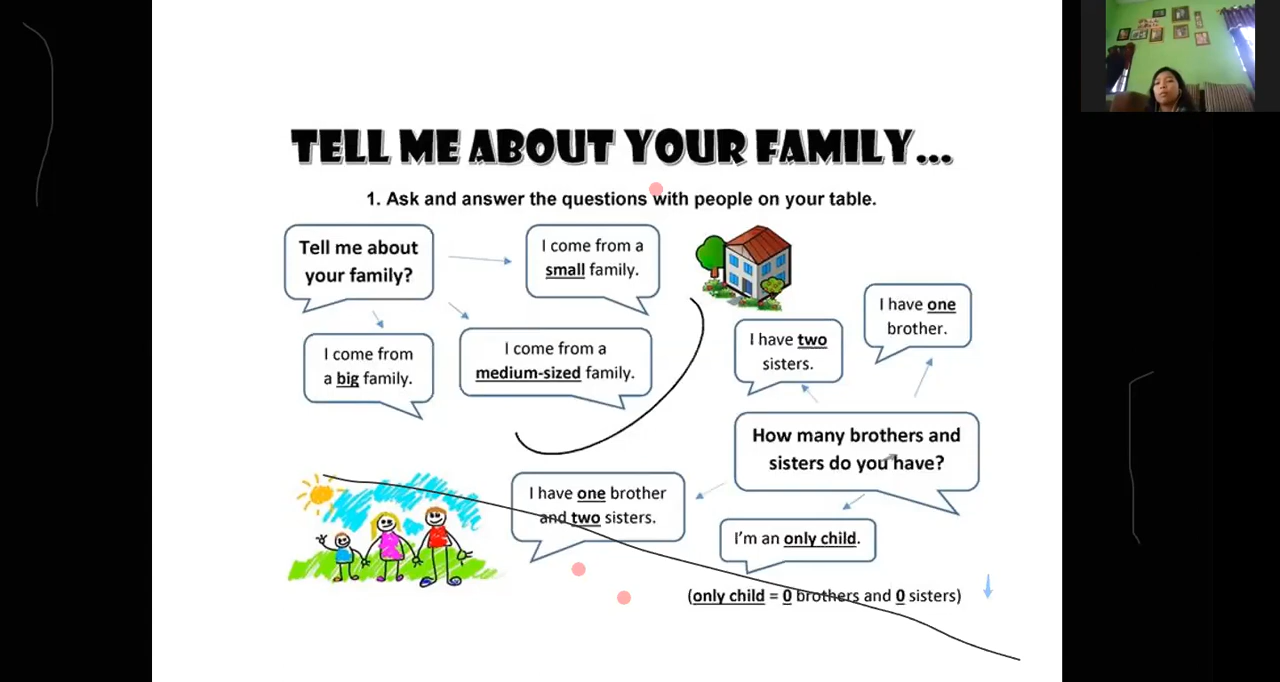 TELL ME ABOUT YOUR FAMILY...
1. Ask and answer the questions with people on your table.
Tell me about
your family?
I come from a
small family.
I come from
a big family.
I come from a
medium-sized family.
I have two
sisters.
I have one
brother.
How many brothers and
sisters do you have?
I have one brother
and two sisters.
I'm an only child.
(only child = 0 brothers and 0 sisters)